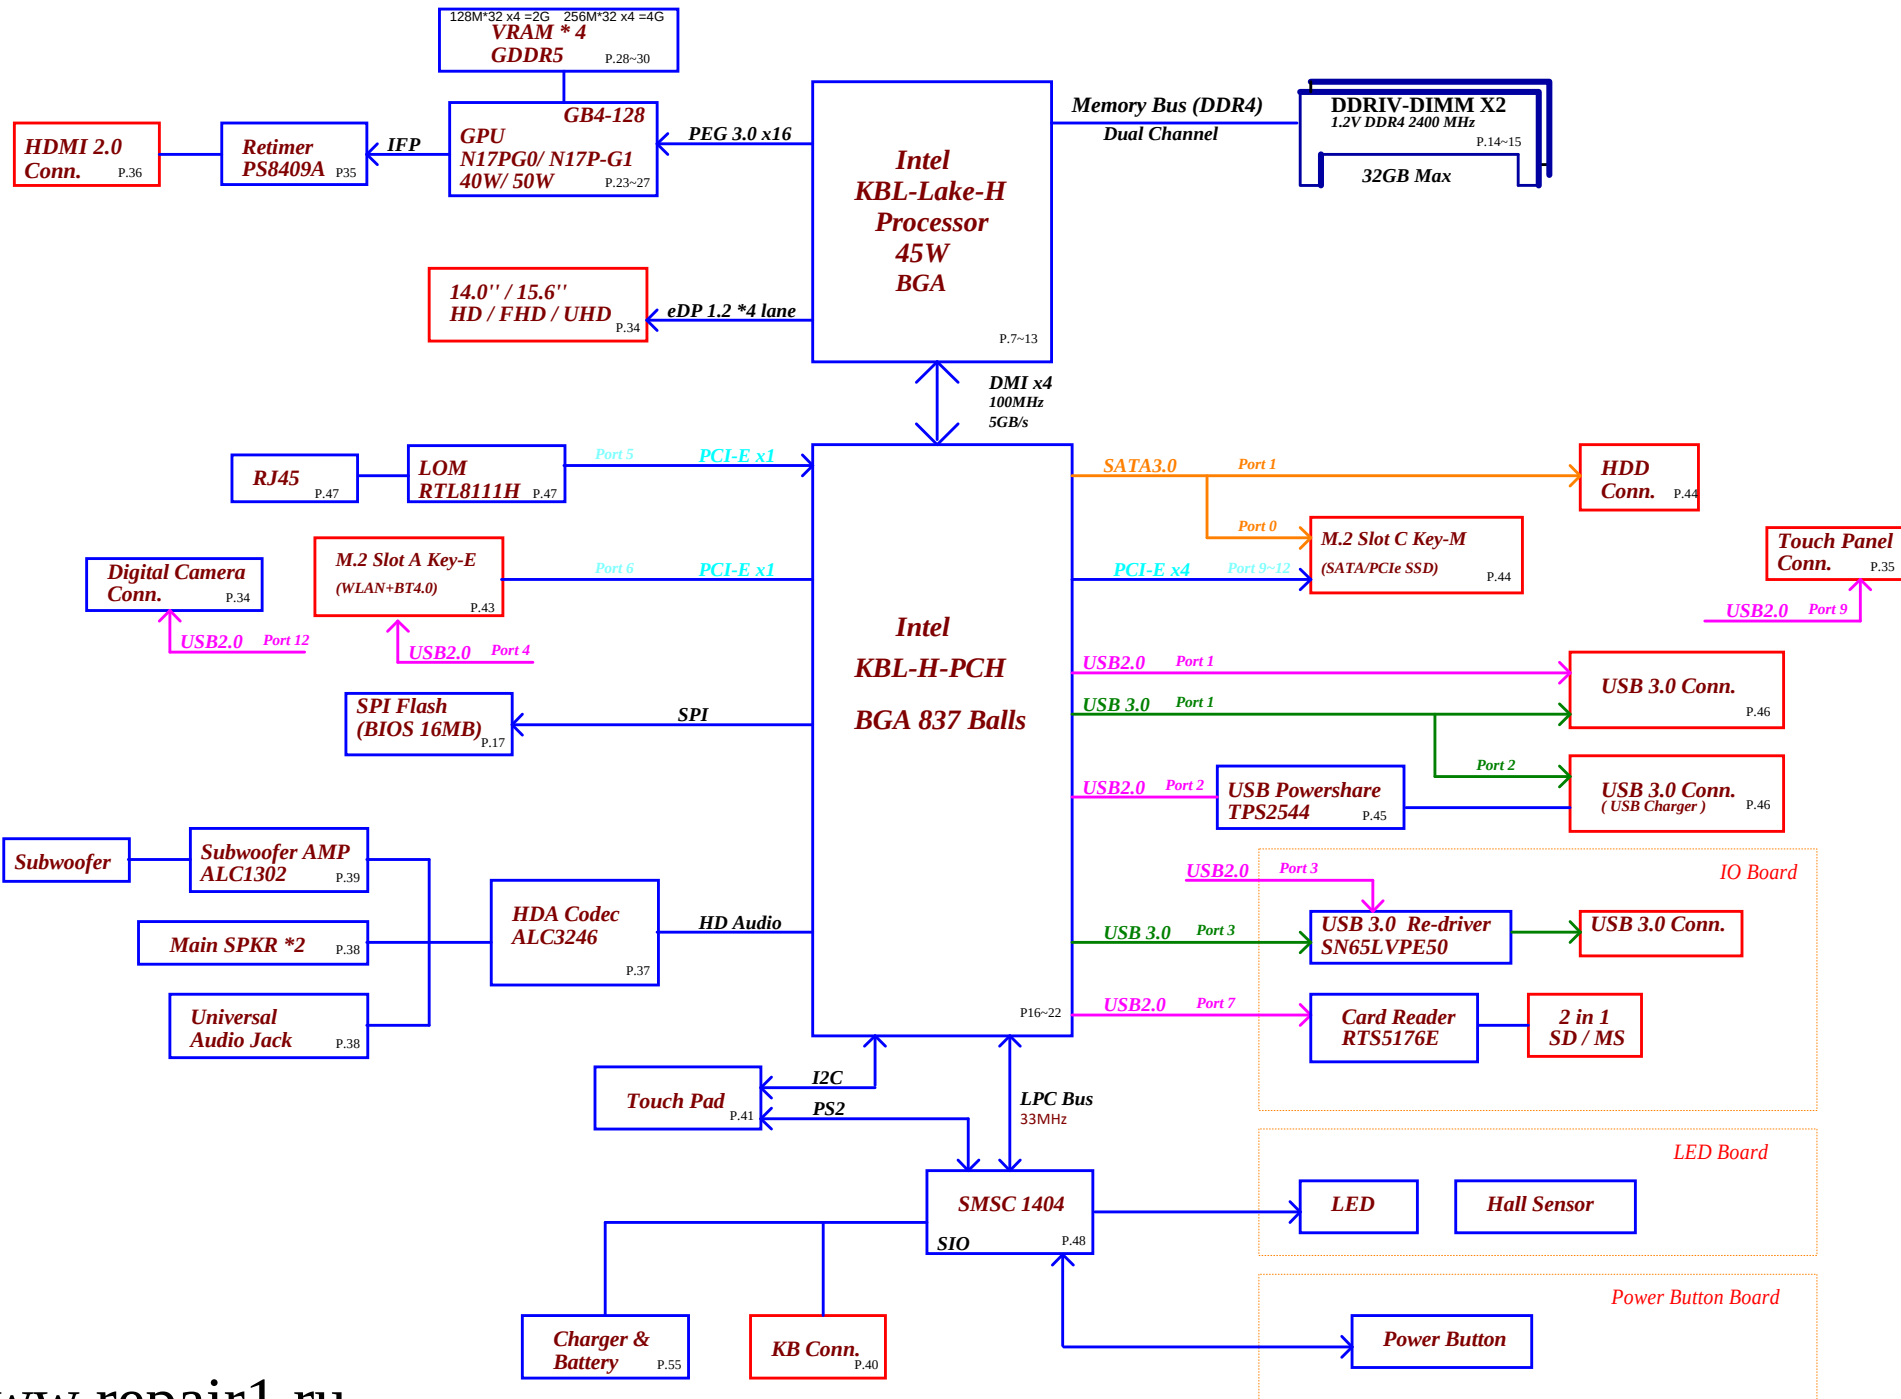 128M*32 x4 =2G 256M*32 x4 =4G
VRAM * 4
GDDR5 P.28~30
GB4-128
GPU
N17PG0/ N17P-G1
40W/ 50W P.23~27
HDMI 2.0
Conn. P.36
Retimer
PS8409A P35
IFP
PEG 3.0 x16
Intel
KBL-Lake-H
Processor
45W
BGA
P.7~13
Memory Bus (DDR4)
Dual Channel
DDRIV-DIMM X2
1.2V DDR4 2400 MHz
P.14~15
32GB Max
14.0'' / 15.6''
HD / FHD / UHD P.34
eDP 1.2 *4 lane
DMI x4
100MHz
5GB/s
RJ45 P.47
LOM
RTL8111H P.47
Port 5 PCI-E x1
Digital Camera
Conn. P.34
USB2.0 Port 12
M.2 Slot A Key-E
(WLAN+BT4.0)
P.43
USB2.0 Port 4
Port 6 PCI-E x1
SPI Flash
(BIOS 16MB) P.17
SPI
Intel
KBL-H-PCH
BGA 837 Balls
P16~22
SATA3.0 Port 1
Port 0
HDD
Conn. P.44
M.2 Slot C Key-M
(SATA/PCIe SSD) P.44
PCI-E x4 Port 9~12
Touch Panel
Conn. P.35
USB2.0 Port 9
USB2.0 Port 1
USB 3.0 Port 1
USB 3.0 Conn.
P.46
Port 2
USB2.0 Port 2
USB Powershare
TPS2544 P.45
USB 3.0 Conn.
( USB Charger ) P.46
Subwoofer
Subwoofer AMP
ALC1302 P.39
Main SPKR *2 P.38
Universal
Audio Jack P.38
HDA Codec
ALC3246
P.37
HD Audio
IO Board
USB2.0 Port 3
USB 3.0 Port 3
USB 3.0 Re-driver
SN65LVPE50
USB 3.0 Conn.
USB2.0 Port 7
Card Reader
RTS5176E
2 in 1
SD / MS
Touch Pad
P.41
I2C
PS2
LPC Bus
33MHz
SMSC 1404
SIO P.48
LED Board
LED
Hall Sensor
Power Button Board
Power Button
Charger &
Battery P.55
KB Conn.
P.40